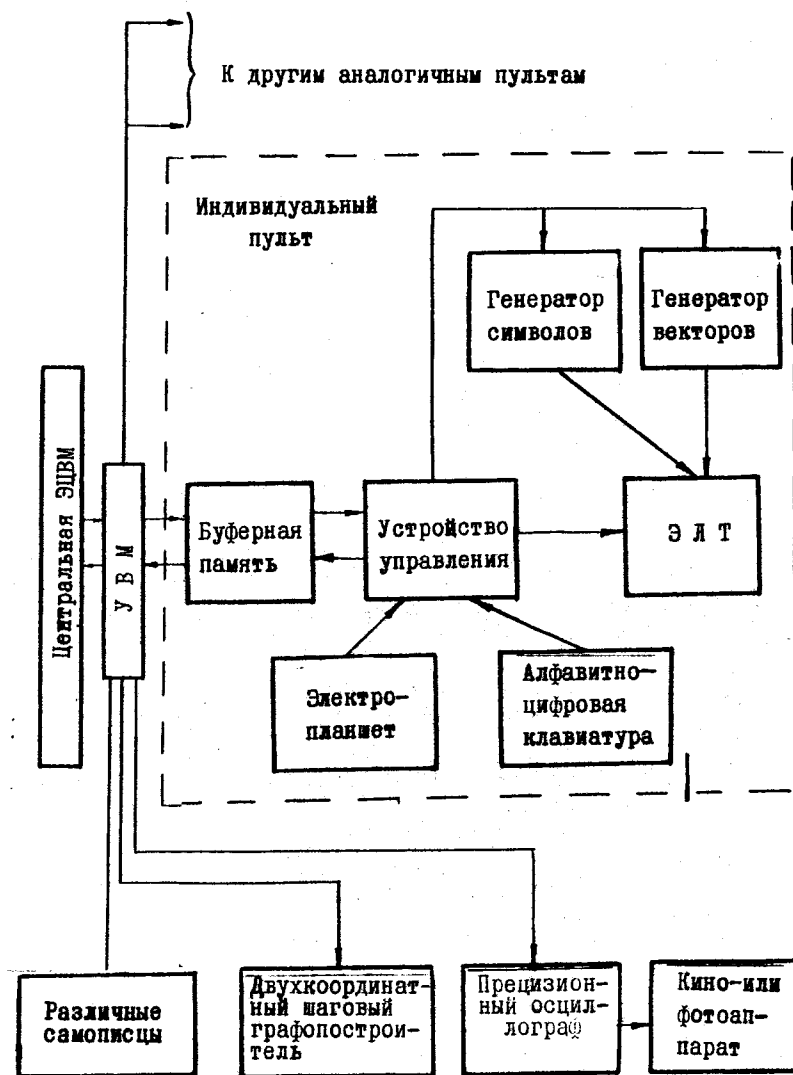 К другим аналогичным пультам
Индивидуальный
пульт
Генератор
символов
Генератор
векторов
Центральная ЭЦВМ
У В М
Буферная
память
Устройство
управления
Э Л Т
Электро-
планшет
Алфавитно-
цифровая
клавиатура
Различные
самописцы
Двухкоординат-
ный шаговый
графопострои-
тель
Прецизион-
ный осцил-
лограф
Кино-или
фотоап-
парат